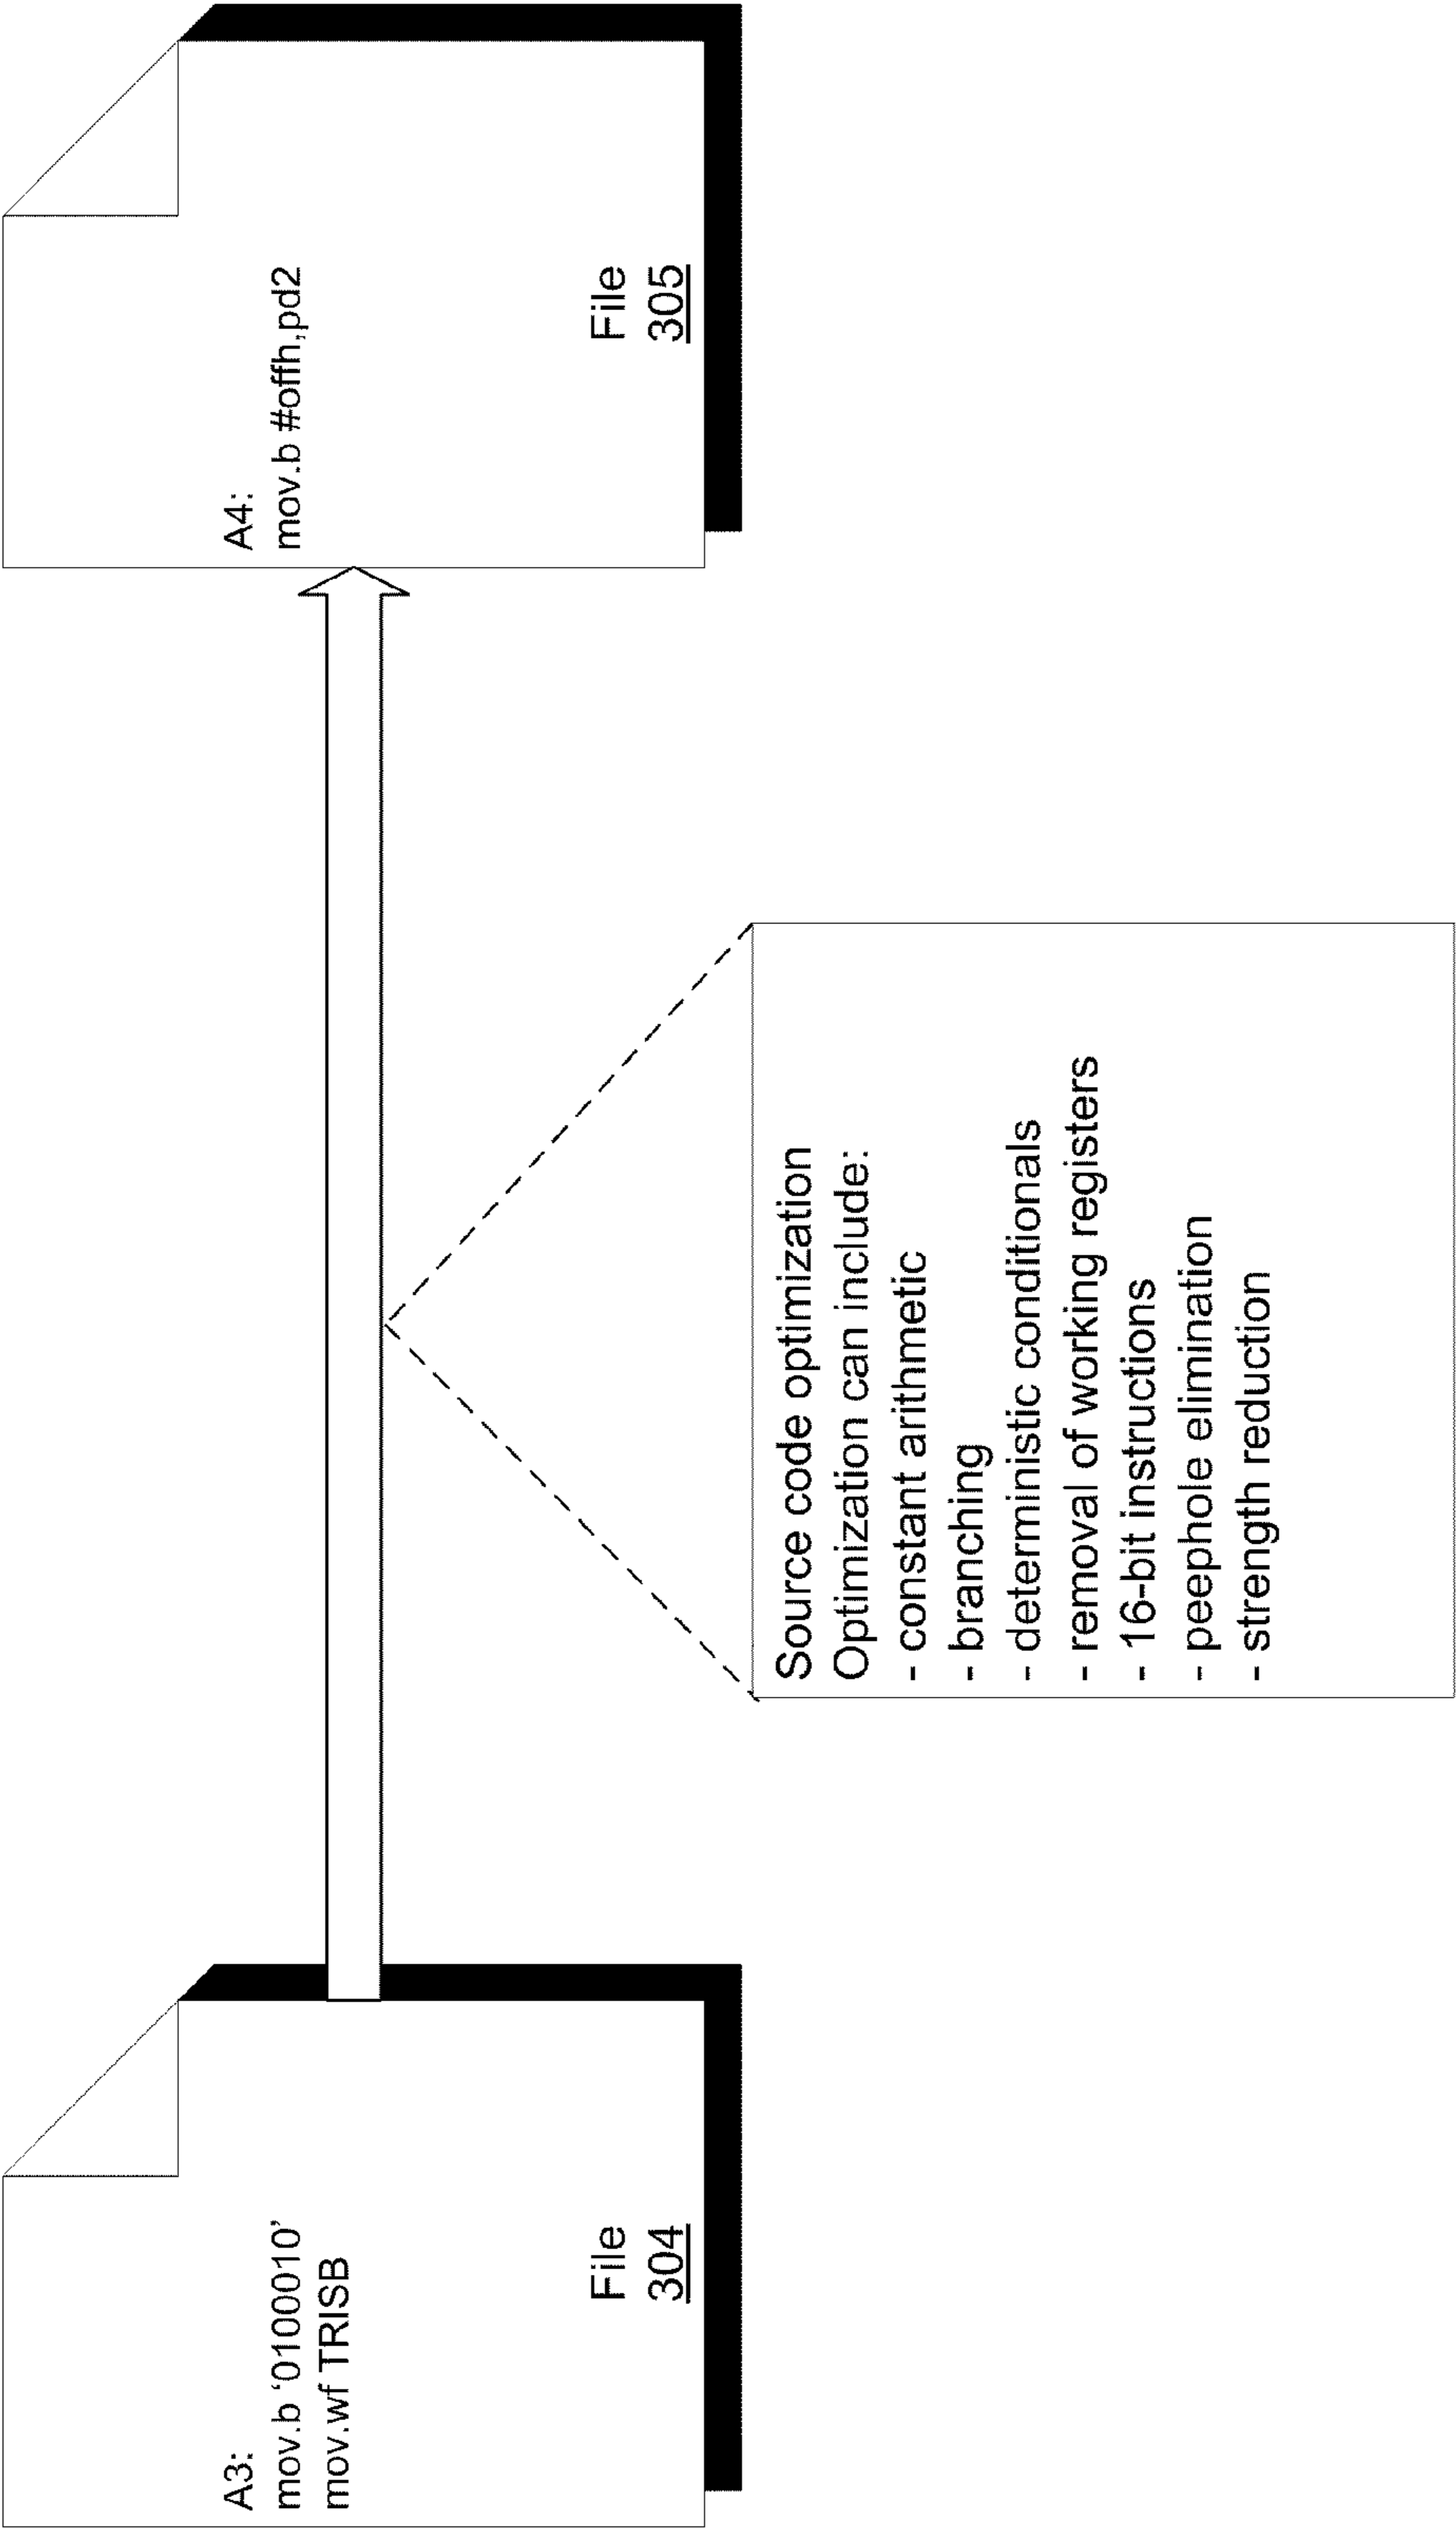 A3:
mov.b ‘0100010’
mov.wf TRISB
File
304
Source code optimization
Optimization can include:
- constant arithmetic
- branching
- deterministic conditionals
- removal of working registers
- 16-bit instructions
- peephole elimination
- strength reduction
A4:
mov.b #offh,pd2
File
305